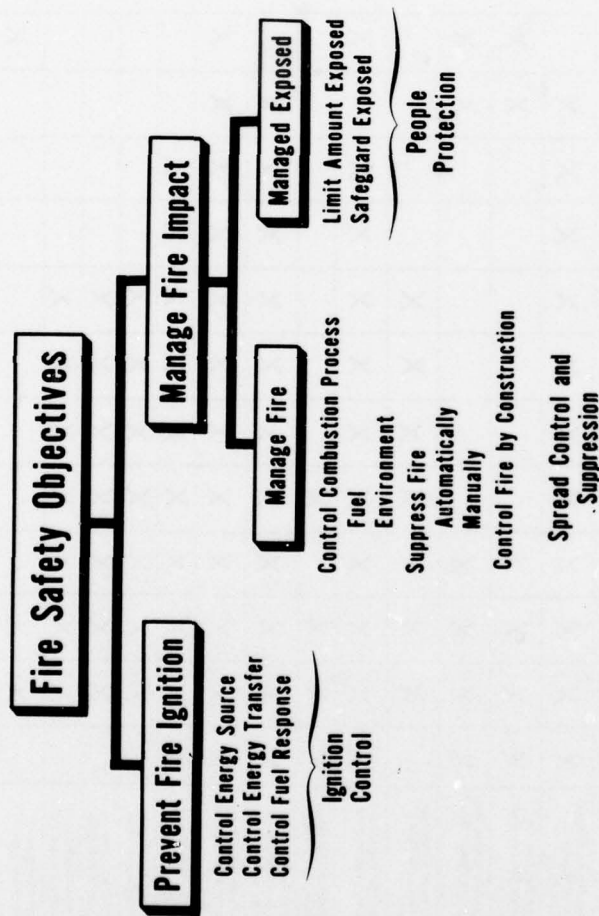 Fire Safety Objectives
Prevent Fire Ignition
Control Energy Source
Control Energy Transfer
Control Fuel Response
Ignition
Control
Manage Fire Impact
Manage Fire
Control Combustion Process
Fuel
Environment
Suppress Fire
Automatically
Manually
Control Fire by Construction
Spread Control and
Suppression
Managed Exposed
Limit Amount Exposed
Safeguard Exposed
People
Protection